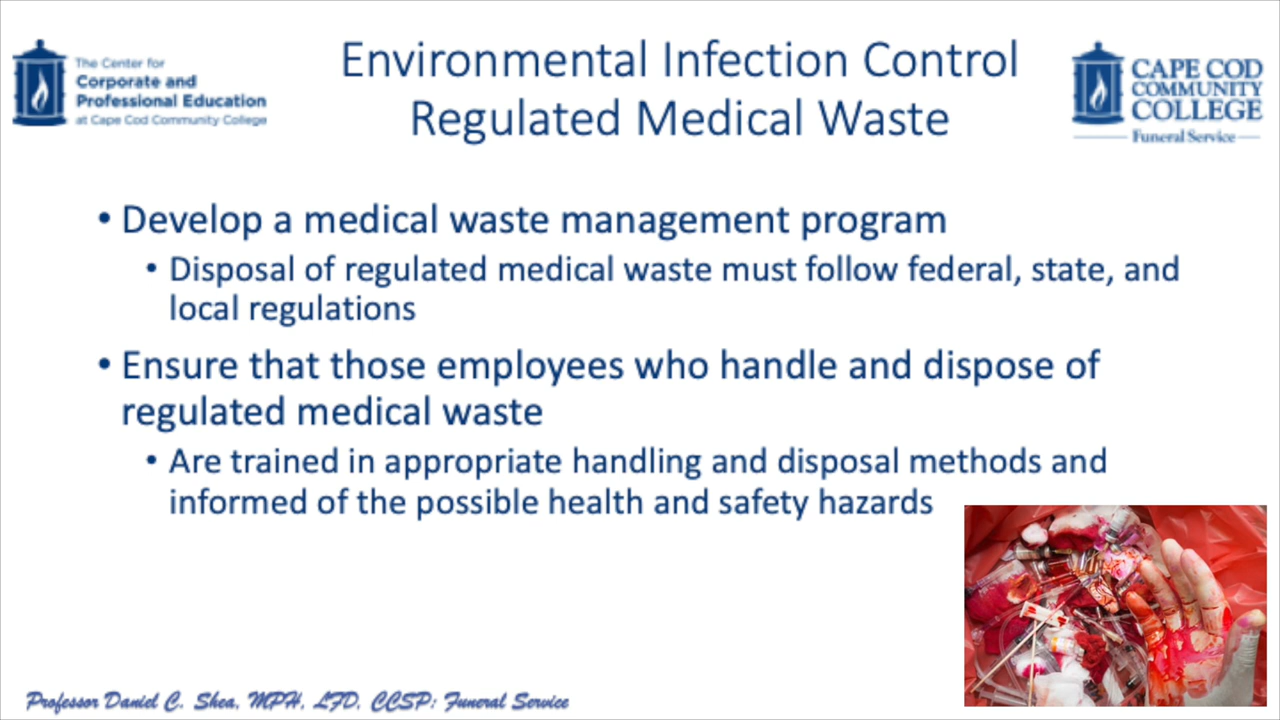 The Center for
Corporate and
Professional Education
at Cape Cod Community College
Environmental Infection Control
Regulated Medical Waste
CAPE COD
COMMUNITY
COLLEGE
Funeral Service
• Develop a medical waste management program
• Disposal of regulated medical waste must follow federal, state, and
local regulations
• Ensure that those employees who handle and dispose of
regulated medical waste
• Are trained in appropriate handling and disposal methods and
informed of the possible health and safety hazards
Professor Daniel C. Shea, MPH, LFD, CCSP: Funeral Service